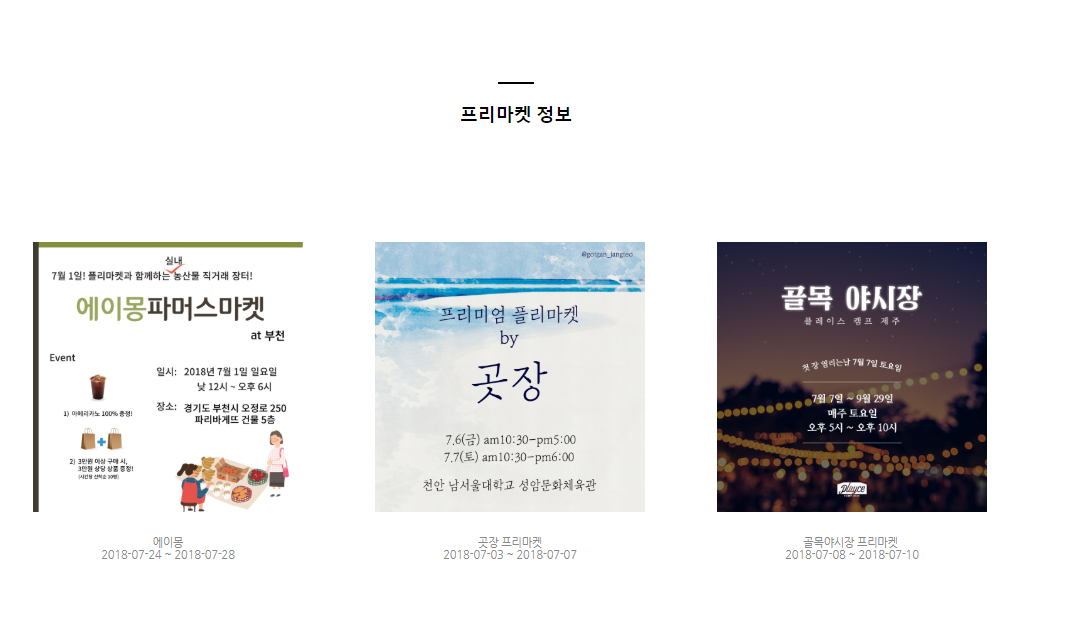 프리마켓 정보
실내
7월 1일! 플리마켓과 함께하는 농산물 직거래 장터!
에이몽파머스마켓
at 부천
Event
일시: 2018년 7월 1일 일요일
낮 12시 ~ 오후 6시
장소: 경기도 부천시 오정로 250
파리바게뜨 건물 5층
1) 아메리카노 100% 증정!
2) 3만원 이상 구매 시,
3만원 상당 상품 증정!
(시간당 선착순 10명)
@gotgan_jangteo
프리미엄 플리마켓
by
곳장
7.6(금) am10:30-pm5:00
7.7(토) am10:30-pm6:00
천안 남서울대학교 성암문화체육관
골목 야시장
플레이스 캠프 제주
첫 장 열리는날 7월 7일 토요일
7월 7일 ~ 9월 29일
매주 토요일
오후 5시 ~ 오후 10시
Playce
에이몽
2018-07-24 ~ 2018-07-28
곳장 프리마켓
2018-07-03 ~ 2018-07-07
골목야시장 프리마켓
2018-07-08 ~ 2018-07-10